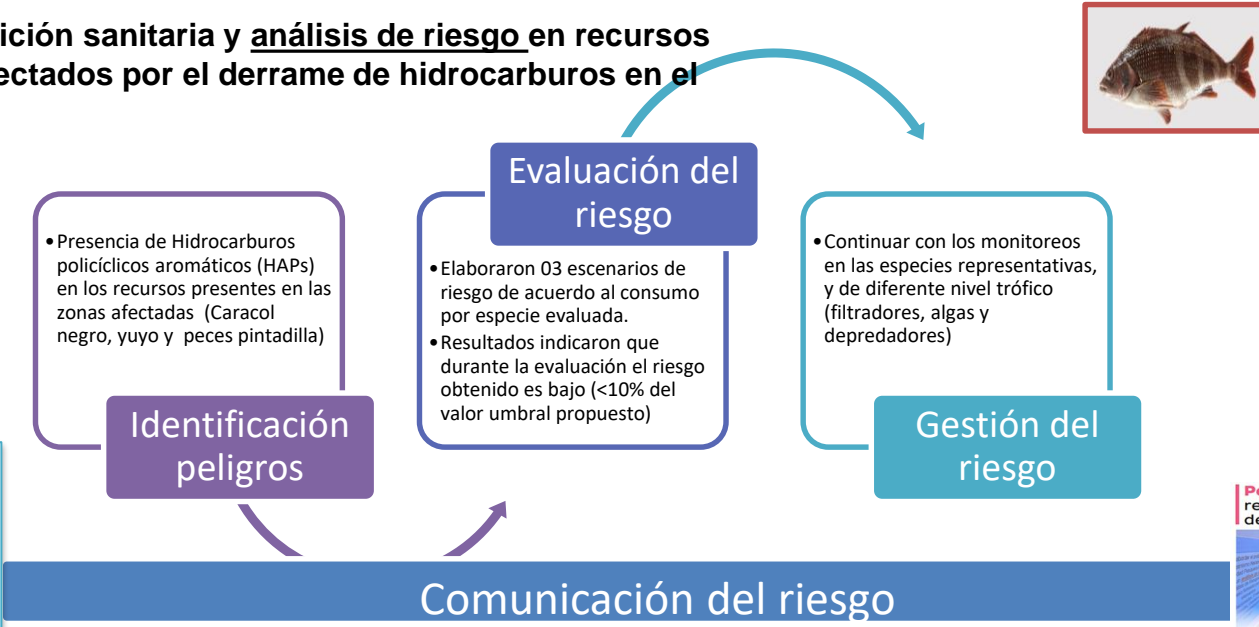 ición sanitaria y análisis de riesgo en recursos
ectados por el derrame de hidrocarburos en el
Evaluación del
riesgo
•Presencia de Hidrocarburos
policíclicos aromáticos (HAPs)
en los recursos presentes en las
zonas afectadas (Caracol
negro, yuyo y peces pintadilla)
Identificación
peligros
•Elaboraron 03 escenarios de
riesgo de acuerdo al consumo
por especie evaluada.
•Resultados indicaron que
durante la evaluación el riesgo
obtenido es bajo (<10% del
valor umbral propuesto)
•Continuar con los monitoreos
en las especies representativas,
y de diferente nivel trófico
(filtradores, algas y
depredadores)
Gestión del
riesgo
Comunicación del riesgo